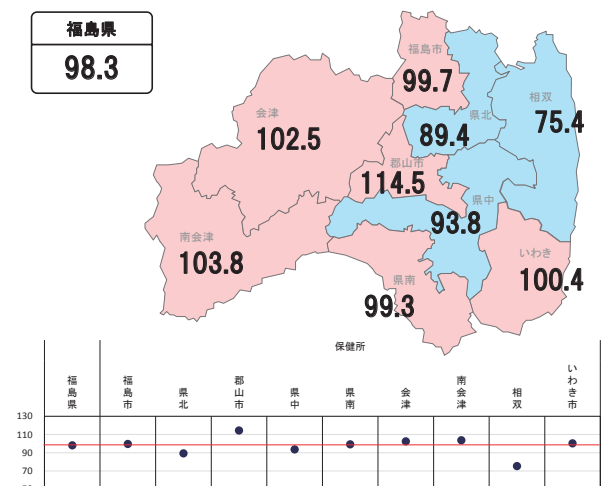 福島県
98.3
福島市
99.7
相双
75.4
県北
89.4
会津
102.5
郡山市
114.5
県中
93.8
南会津
103.8
いわき
100.4
県南
99.3
保健所
福島県
福島市
県北
郡山市
県中
県南
会津
南会津
相双
いわき市
130
110
90
70